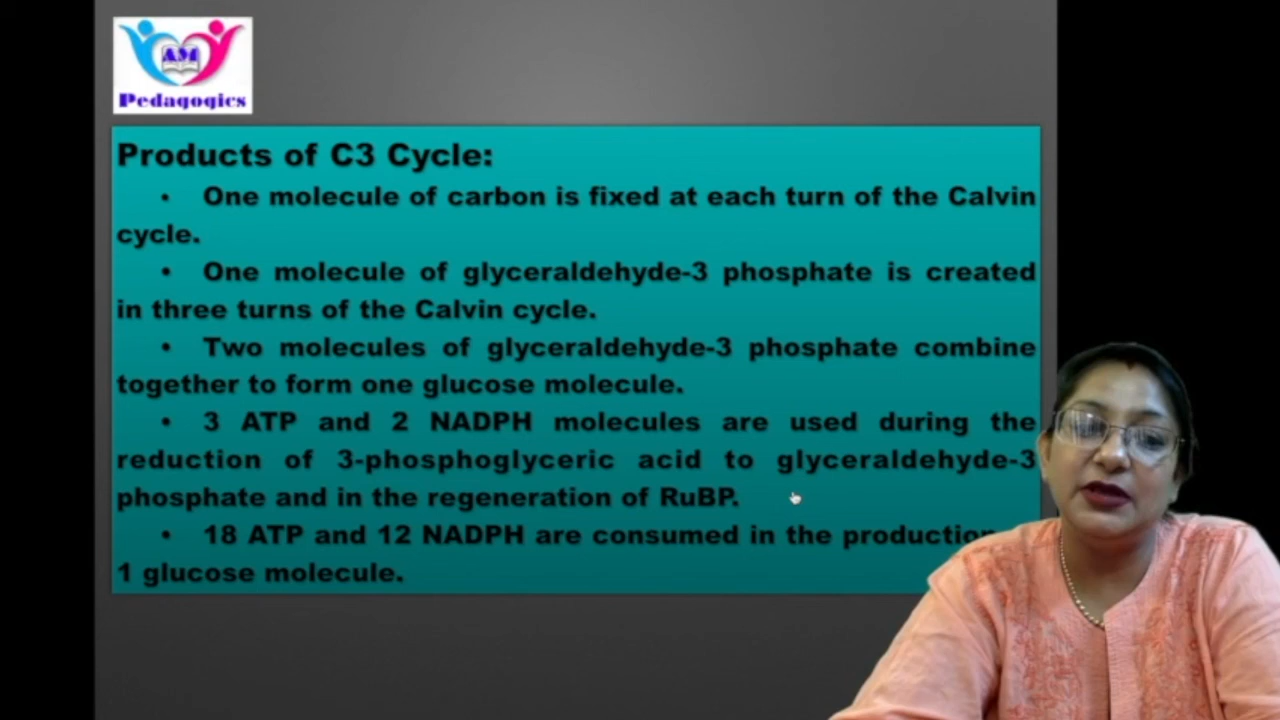 AM
Pedagogics
Products of C3 Cycle:
• One molecule of carbon is fixed at each turn of the Calvin
cycle.
• One molecule of glyceraldehyde-3 phosphate is created
in three turns of the Calvin cycle.
• Two molecules of glyceraldehyde-3 phosphate combine
together to form one glucose molecule.
• 3 ATP and 2 NADPH molecules are used during the
reduction of 3-phosphoglyceric acid to glyceraldehyde-3
phosphate and in the regeneration of RuBP.
• 18 ATP and 12 NADPH are consumed in the production
1 glucose molecule.